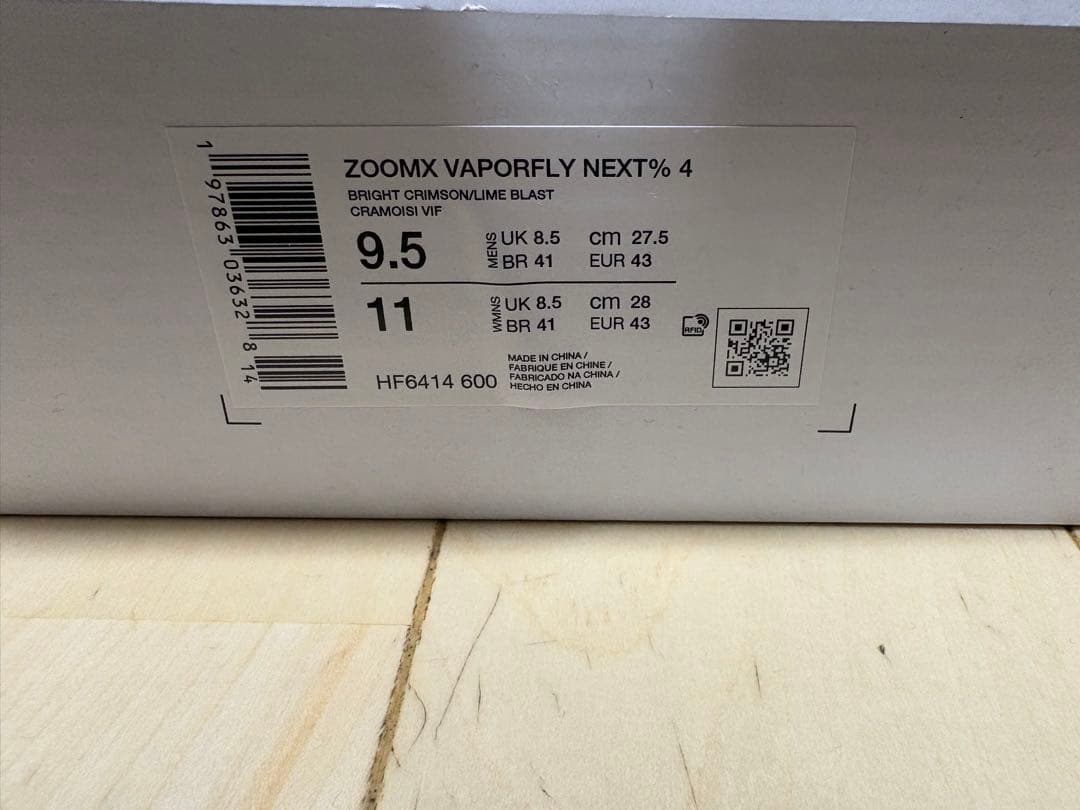 ZOOMX VAPORFLY NEXT% 4
BRIGHT CRIMSON/LIME BLAST
CRAMOISI VIF
9.5 MENS UK 8.5 cm 27.5
BR 41 EUR 43
11 WMNS UK 8.5 cm 28
BR 41 EUR 43
RFID
HF6414 600
MADE IN CHINA /
FABRIQUE EN CHINE /
FABRICADO NA CHINA /
HECHO EN CHINA
1 97863 03632 8 14